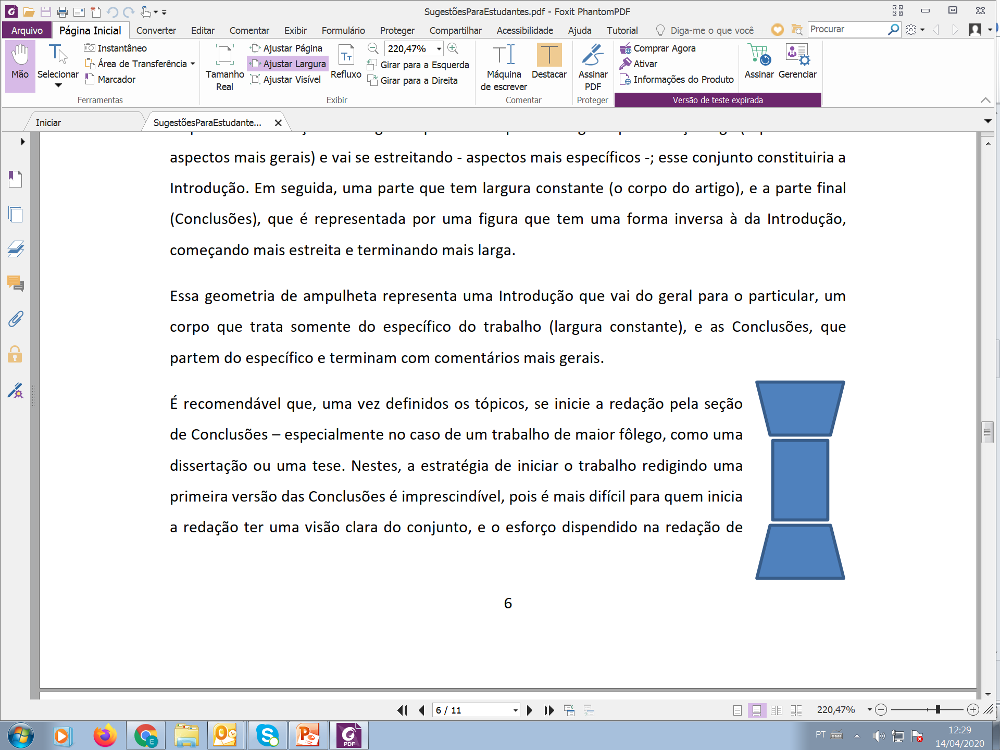 SugestõesParaEstudantes.pdf - Foxit PhantomPDF
Arquivo Página Inicial Converter Editar Comentar Exibir Formulário Proteger Compartilhar Acessibilidade Ajuda Tutorial Diga-me o que você Procurar
Mão
Selecionar
Instantâneo
Área de Transferência
Marcador
Ferramentas
Tamanho
Real
Ajustar Página
Ajustar Largura
Ajustar Visível
Refluxo
220,47%
Girar para a Esquerda
Girar para a Direita
Exibir
Máquina
de escrever
Destacar
Comentar
Assinar
PDF
Proteger
Comprar Agora
Ativar
Informações do Produto
Assinar
Gerenciar
Versão de teste expirada
Iniciar
SugestõesParaEstudante...
aspectos mais gerais) e vai se estreitando - aspectos mais específicos -; esse conjunto constituiria a
Introdução. Em seguida, uma parte que tem largura constante (o corpo do artigo), e a parte final
(Conclusões), que é representada por uma figura que tem uma forma inversa à da Introdução,
começando mais estreita e terminando mais larga.
Essa geometria de ampulheta representa uma Introdução que vai do geral para o particular, um
corpo que trata somente do específico do trabalho (largura constante), e as Conclusões, que
partem do específico e terminam com comentários mais gerais.
É recomendável que, uma vez definidos os tópicos, se inicie a redação pela seção
de Conclusões – especialmente no caso de um trabalho de maior fôlego, como uma
dissertação ou uma tese. Nestes, a estratégia de iniciar o trabalho redigindo uma
primeira versão das Conclusões é imprescindível, pois é mais difícil para quem inicia
a redação ter uma visão clara do conjunto, e o esforço dispendido na redação de
6
6 / 11
220,47%
PT
12:29
14/04/2020